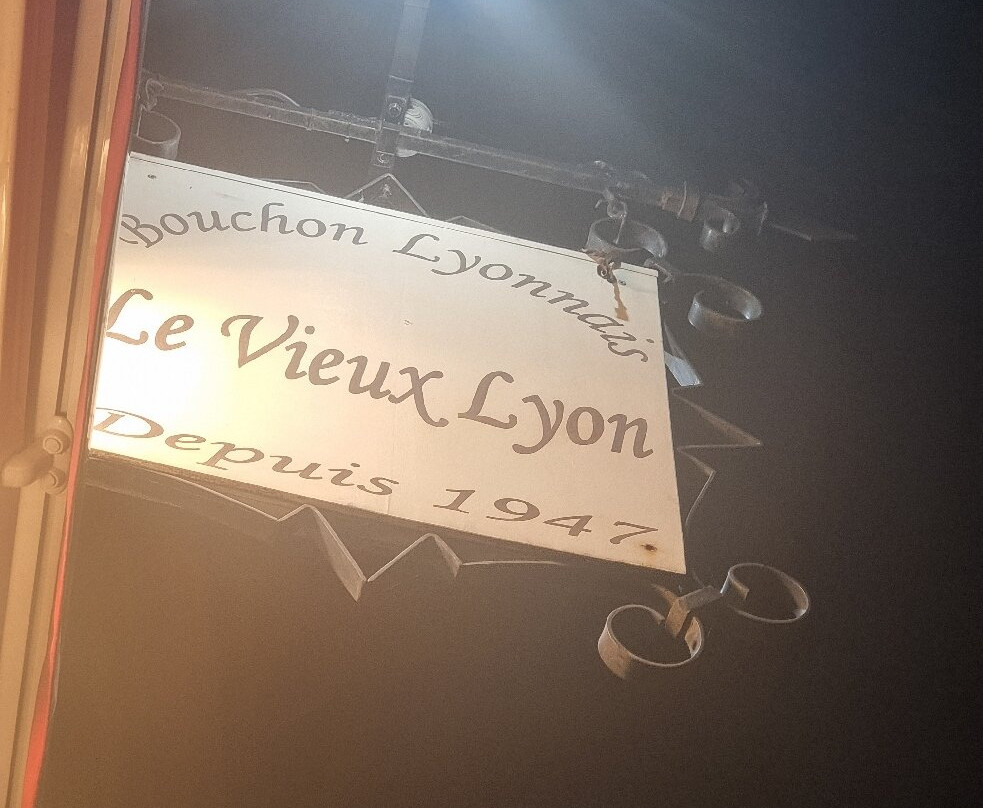 Bouchon Lyonnais
Le Vieux Lyon
Depuis 1947